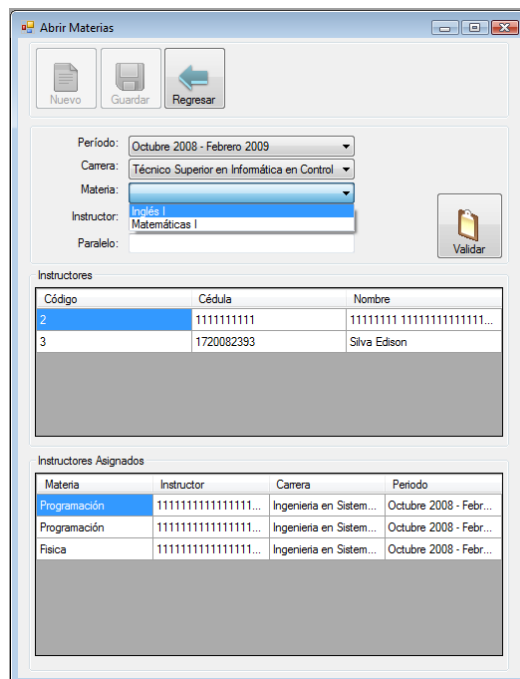 Abrir Materias
Nuevo Guardar Regresar
Período: Octubre 2008 - Febrero 2009
Carrera: Técnico Superior en Informática en Control
Materia:
Inglés I
Instructor: Matemáticas I
Paralelo:
Validar
Instructores
Código Cédula Nombre
2 1111111111 11111111 11111111111111...
3 1720082393 Silva Edison
Instructores Asignados
Materia Instructor Carrera Periodo
Programación 1111111111111111... Ingenieria en Sistem... Octubre 2008 - Febr...
Programación 1111111111111111... Ingenieria en Sistem... Octubre 2008 - Febr...
Fisica 1111111111111111... Ingenieria en Sistem... Octubre 2008 - Febr...